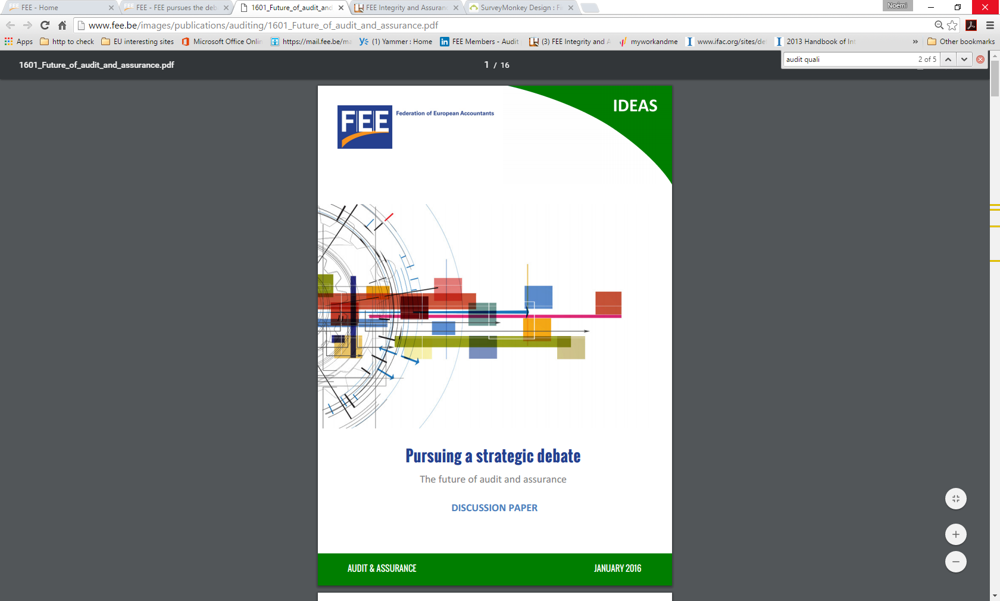 FEE - Home
FEE - FEE pursues the deb
1601_Future_of_audit_and
FEE Integrity and Assuranc
SurveyMonkey Design : Fi
Noémi
www.fee.be/images/publications/auditing/1601_Future_of_audit_and_assurance.pdf
Apps
http to check
EU interesting sites
Microsoft Office Onlin
https://mail.fee.be/ma
(1) Yammer : Home
FEE Members - Audit
(3) FEE Integrity and A
myworkandme
www.ifac.org/sites/de
2013 Handbook of Int
»
Other bookmarks
audit quali
2 of 5
1601_Future_of_audit_and_assurance.pdf
1 / 16
IDEAS
FEE
Federation of European Accountants
Pursuing a strategic debate
The future of audit and assurance
DISCUSSION PAPER
AUDIT & ASSURANCE
JANUARY 2016